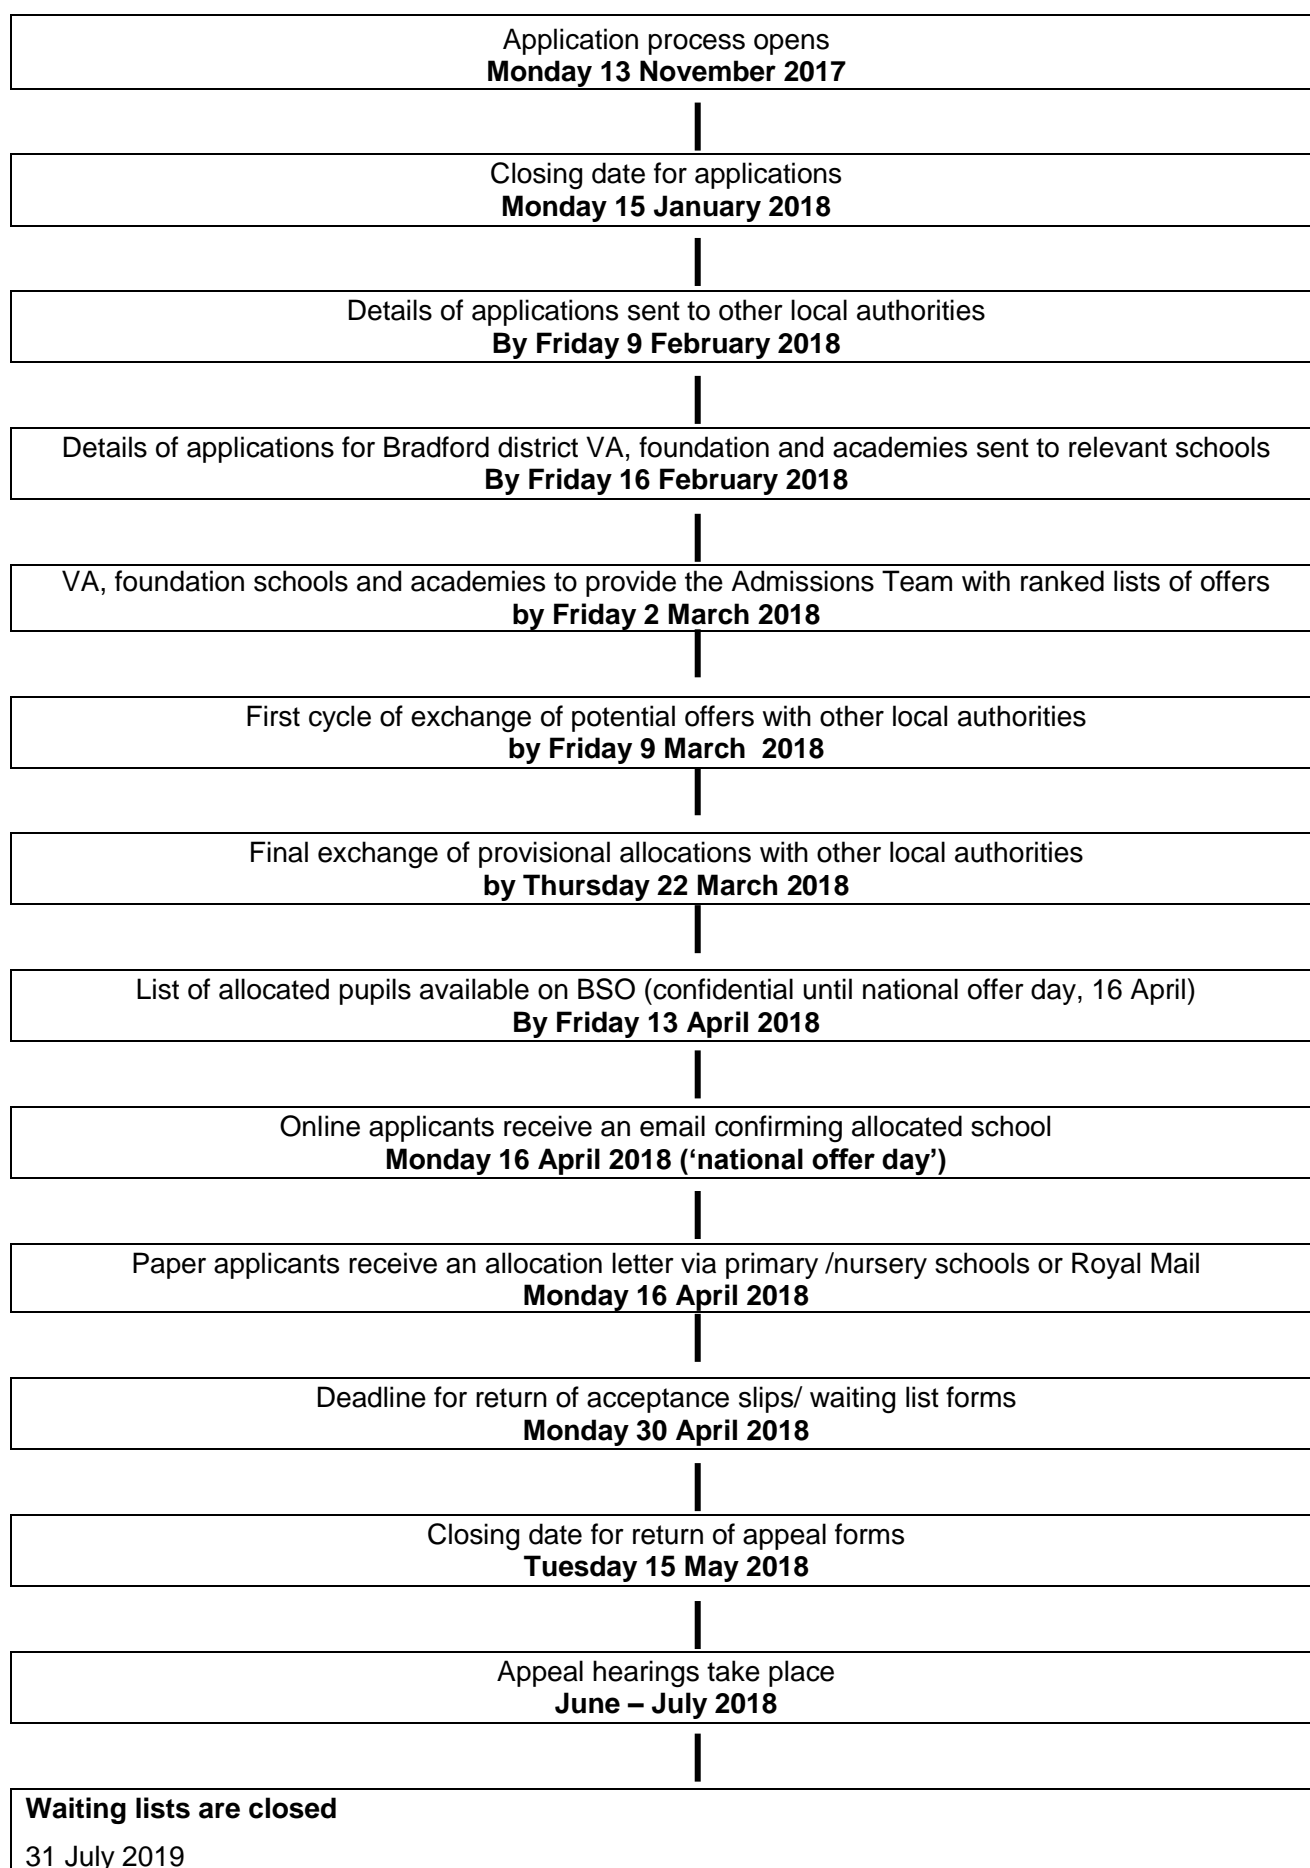 Application process opens
Monday 13 November 2017
Closing date for applications
Monday 15 January 2018
Details of applications sent to other local authorities
By Friday 9 February 2018
Details of applications for Bradford district VA, foundation and academies sent to relevant schools
By Friday 16 February 2018
VA, foundation schools and academies to provide the Admissions Team with ranked lists of offers
by Friday 2 March 2018
First cycle of exchange of potential offers with other local authorities
by Friday 9 March  2018
Final exchange of provisional allocations with other local authorities
by Thursday 22 March 2018
List of allocated pupils available on BSO (confidential until national offer day, 16 April)
By Friday 13 April 2018
Online applicants receive an email confirming allocated school
Monday 16 April 2018 (‘national offer day’)
Paper applicants receive an allocation letter via primary /nursery schools or Royal Mail
Monday 16 April 2018
Deadline for return of acceptance slips/ waiting list forms
Monday 30 April 2018
Closing date for return of appeal forms
Tuesday 15 May 2018
Appeal hearings take place
June – July 2018
Waiting lists are closed
31 July 2019